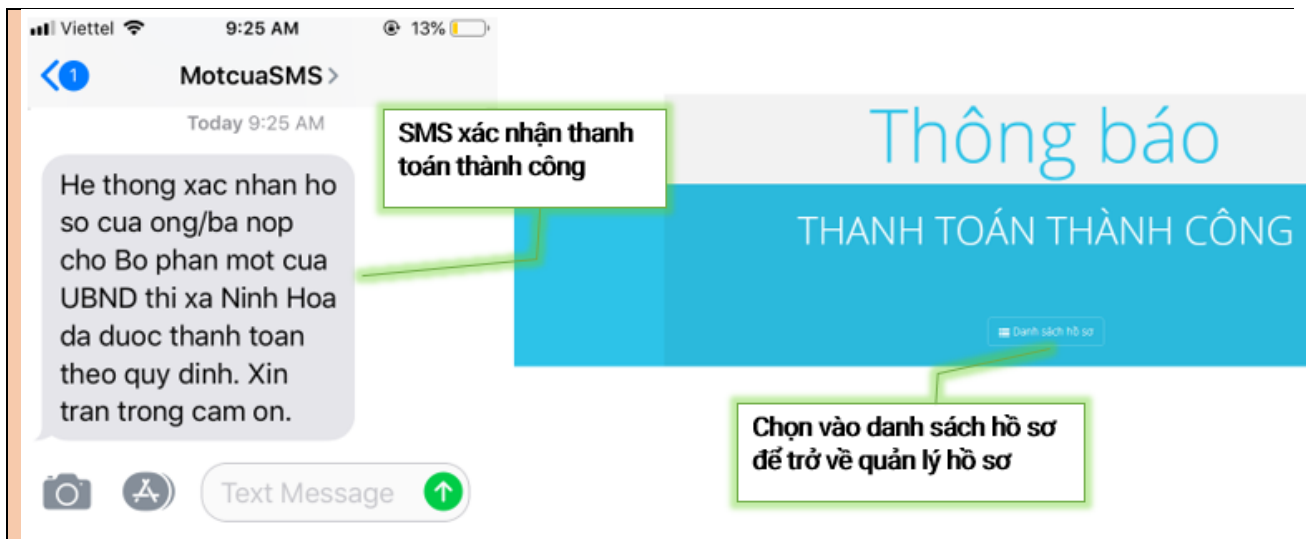 Viettel 9:25 AM 13%
1 MotcuaSMS >
Today 9:25 AM
He thong xac nhan ho
so cua ong/ba nop
cho Bo phan mot cua
UBND thi xa Ninh Hoa
da duoc thanh toan
theo quy dinh. Xin
tran trong cam on.
Text Message
SMS xác nhận thanh
toán thành công
Thông báo
THANH TOÁN THÀNH CÔNG
Danh sách hồ sơ
Chọn vào danh sách hồ sơ
để trở về quản lý hồ sơ